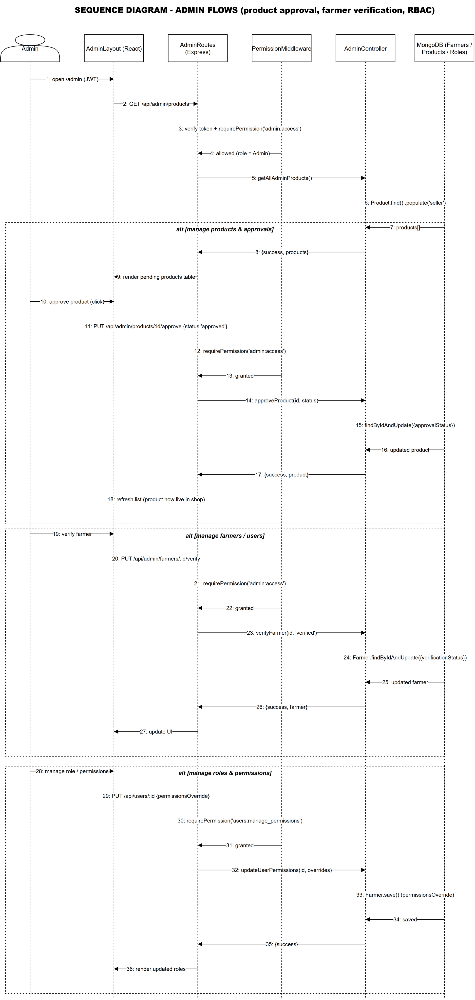 SEQUENCE DIAGRAM - ADMIN FLOWS (product approval, farmer verification, RBAC)
Admin
AdminLayout (React)
AdminRoutes
(Express)
PermissionMiddleware
AdminController
MongoDB (Farmers /
Products / Roles)
1: open /admin (JWT)
2: GET /api/admin/products
3: verify token + requirePermission('admin:access')
4: allowed (role = Admin)
5: getAllAdminProducts()
6: Product.find() .populate('seller')
alt [manage products & approvals]
7: products[]
8: {success, products}
9: render pending products table
10: approve product (click)
11: PUT /api/admin/products/:id/approve {status:'approved'}
12: requirePermission('admin:access')
13: granted
14: approveProduct(id, status)
15: findByIdAndUpdate({approvalStatus})
16: updated product
17: {success, product}
18: refresh list (product now live in shop)
19: verify farmer
alt [manage farmers / users]
20: PUT /api/admin/farmers/:id/verify
21: requirePermission('admin:access')
22: granted
23: verifyFarmer(id, 'verified')
24: Farmer.findByIdAndUpdate({verificationStatus})
25: updated farmer
26: {success, farmer}
27: update UI
28: manage role / permissions
alt [manage roles & permissions]
29: PUT /api/users/:id {permissionsOverride}
30: requirePermission('users:manage_permissions')
31: granted
32: updateUserPermissions(id, overrides)
33: Farmer.save() (permissionsOverride)
34: saved
35: {success}
36: render updated roles